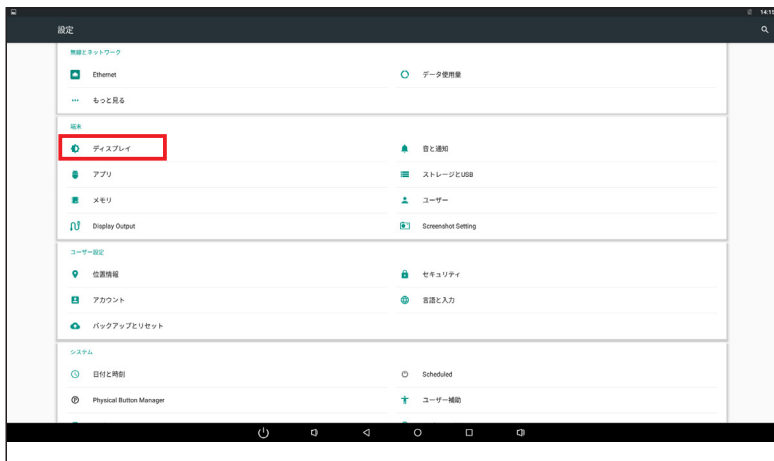 14:15
設定
無線とネットワーク
Ethernet
データ使用量
もっと見る
端末
ディスプレイ
音と通知
アプリ
ストレージとUSB
メモリ
ユーザー
Display Output
Screenshot Setting
ユーザー設定
位置情報
セキュリティ
アカウント
言語と入力
バックアップとリセット
システム
日付と時刻
Scheduled
Physical Button Manager
ユーザー補助